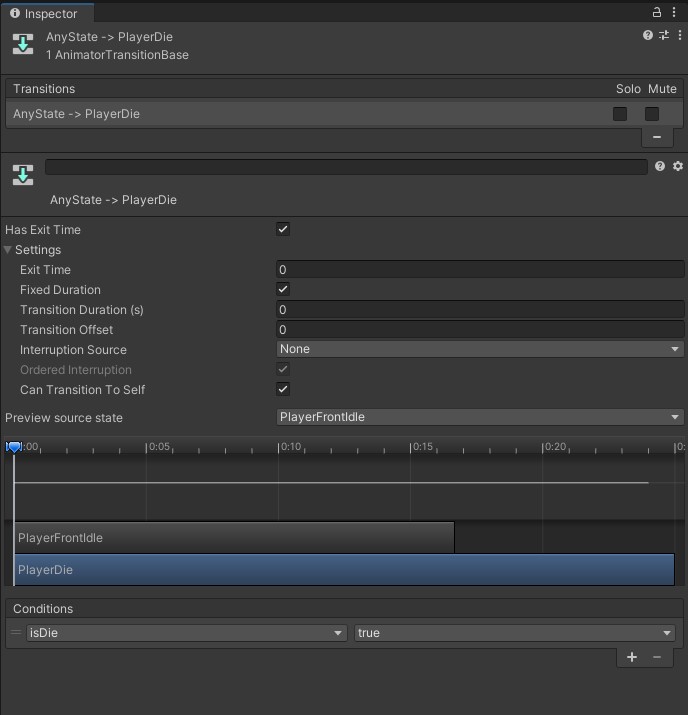 Inspector
AnyState -> PlayerDie
1 AnimatorTransitionBase
Transitions Solo Mute
AnyState -> PlayerDie
AnyState -> PlayerDie
Has Exit Time
Settings
Exit Time 0
Fixed Duration
Transition Duration (s) 0
Transition Offset 0
Interruption Source None
Ordered Interruption
Can Transition To Self
Preview source state PlayerFrontIdle
:00 0:05 0:10 0:15 0:20 0:
PlayerFrontIdle
PlayerDie
Conditions
isDie true